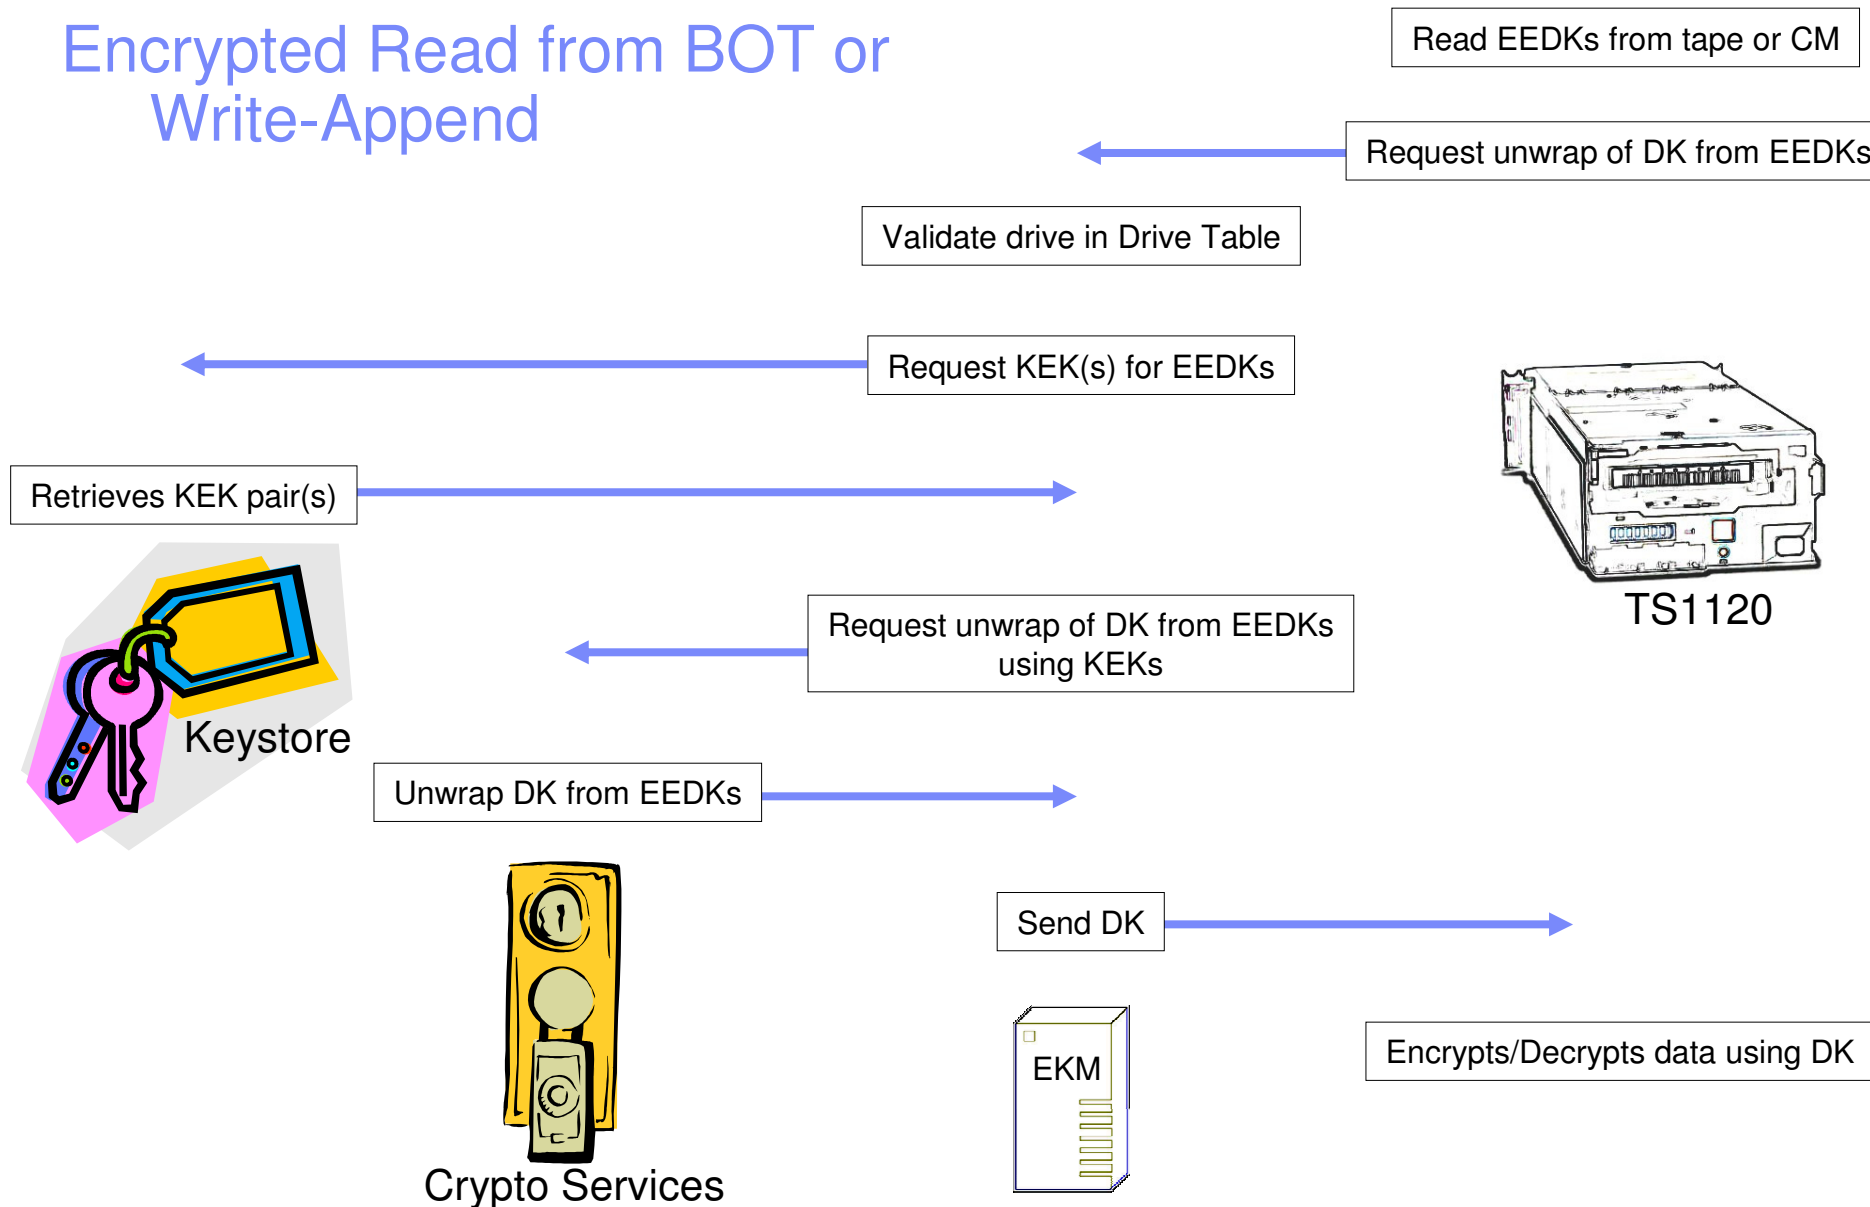 Encrypted Read from BOT or
Write-Append
Read EEDKs from tape or CM
Request unwrap of DK from EEDKs
Validate drive in Drive Table
Request KEK(s) for EEDKs
Retrieves KEK pair(s)
TS1120
Request unwrap of DK from EEDKs
using KEKs
Keystore
Unwrap DK from EEDKs
Send DK
EKM
Encrypts/Decrypts data using DK
Crypto Services